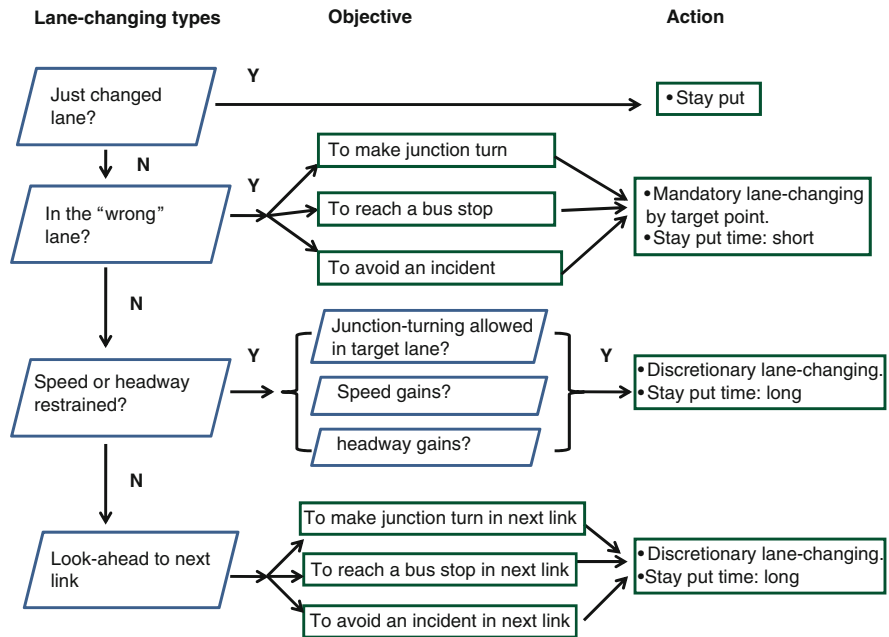 Lane-changing types
Objective
Action
Just changed
lane?
Y
•Stay put
N
In the “wrong”
lane?
Y
To make junction turn
To reach a bus stop
To avoid an incident
•Mandatory lane-changing
by target point.
•Stay put time: short
N
Speed or headway
restrained?
Y
Junction-turning allowed
in target lane?
Speed gains?
headway gains?
Y
•Discretionary lane-changing.
•Stay put time: long
N
Look-ahead to next
link
To make junction turn in next link
To reach a bus stop in next link
To avoid an incident in next link
•Discretionary lane-changing.
•Stay put time: long